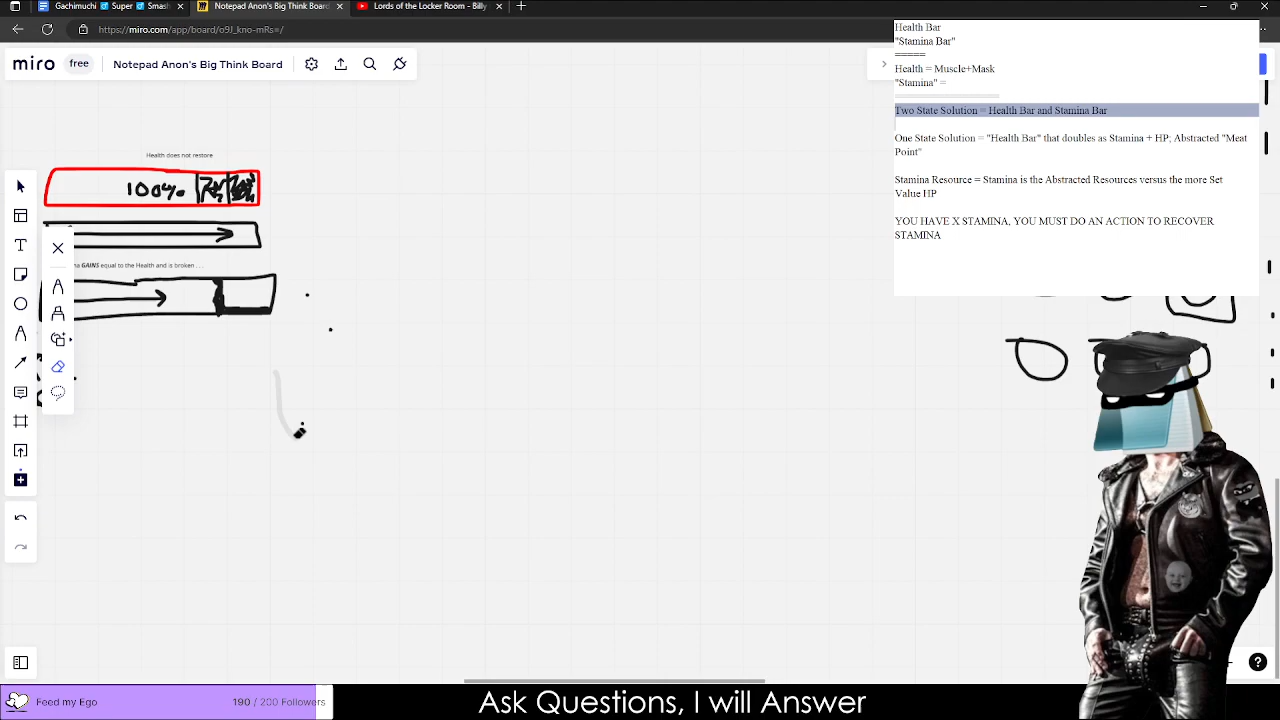 Gachimuchi
Super Smas
Notepad Anon's Big Think Board
Lords of the Locker Room - Billy
https://miro.com/app/board/o9J_kno-mRs=/
miro
free
Notepad Anon's Big Think Board
Health Bar
"Stamina Bar"
=====
Health = Muscle+Mask
"Stamina" =
Two State Solution = Health Bar and Stamina Bar
One State Solution = "Health Bar" that doubles as Stamina + HP; Abstracted "Meat
Point"
Stamina Resource = Stamina is the Abstracted Resources versus the more Set
Value HP
YOU HAVE X STAMINA, YOU MUST DO AN ACTION TO RECOVER
STAMINA
Health does not restore
100%
na GAINS equal to the Health and is broken . . .
Feed my Ego
190 / 200 Followers
Ask Questions, I will Answer